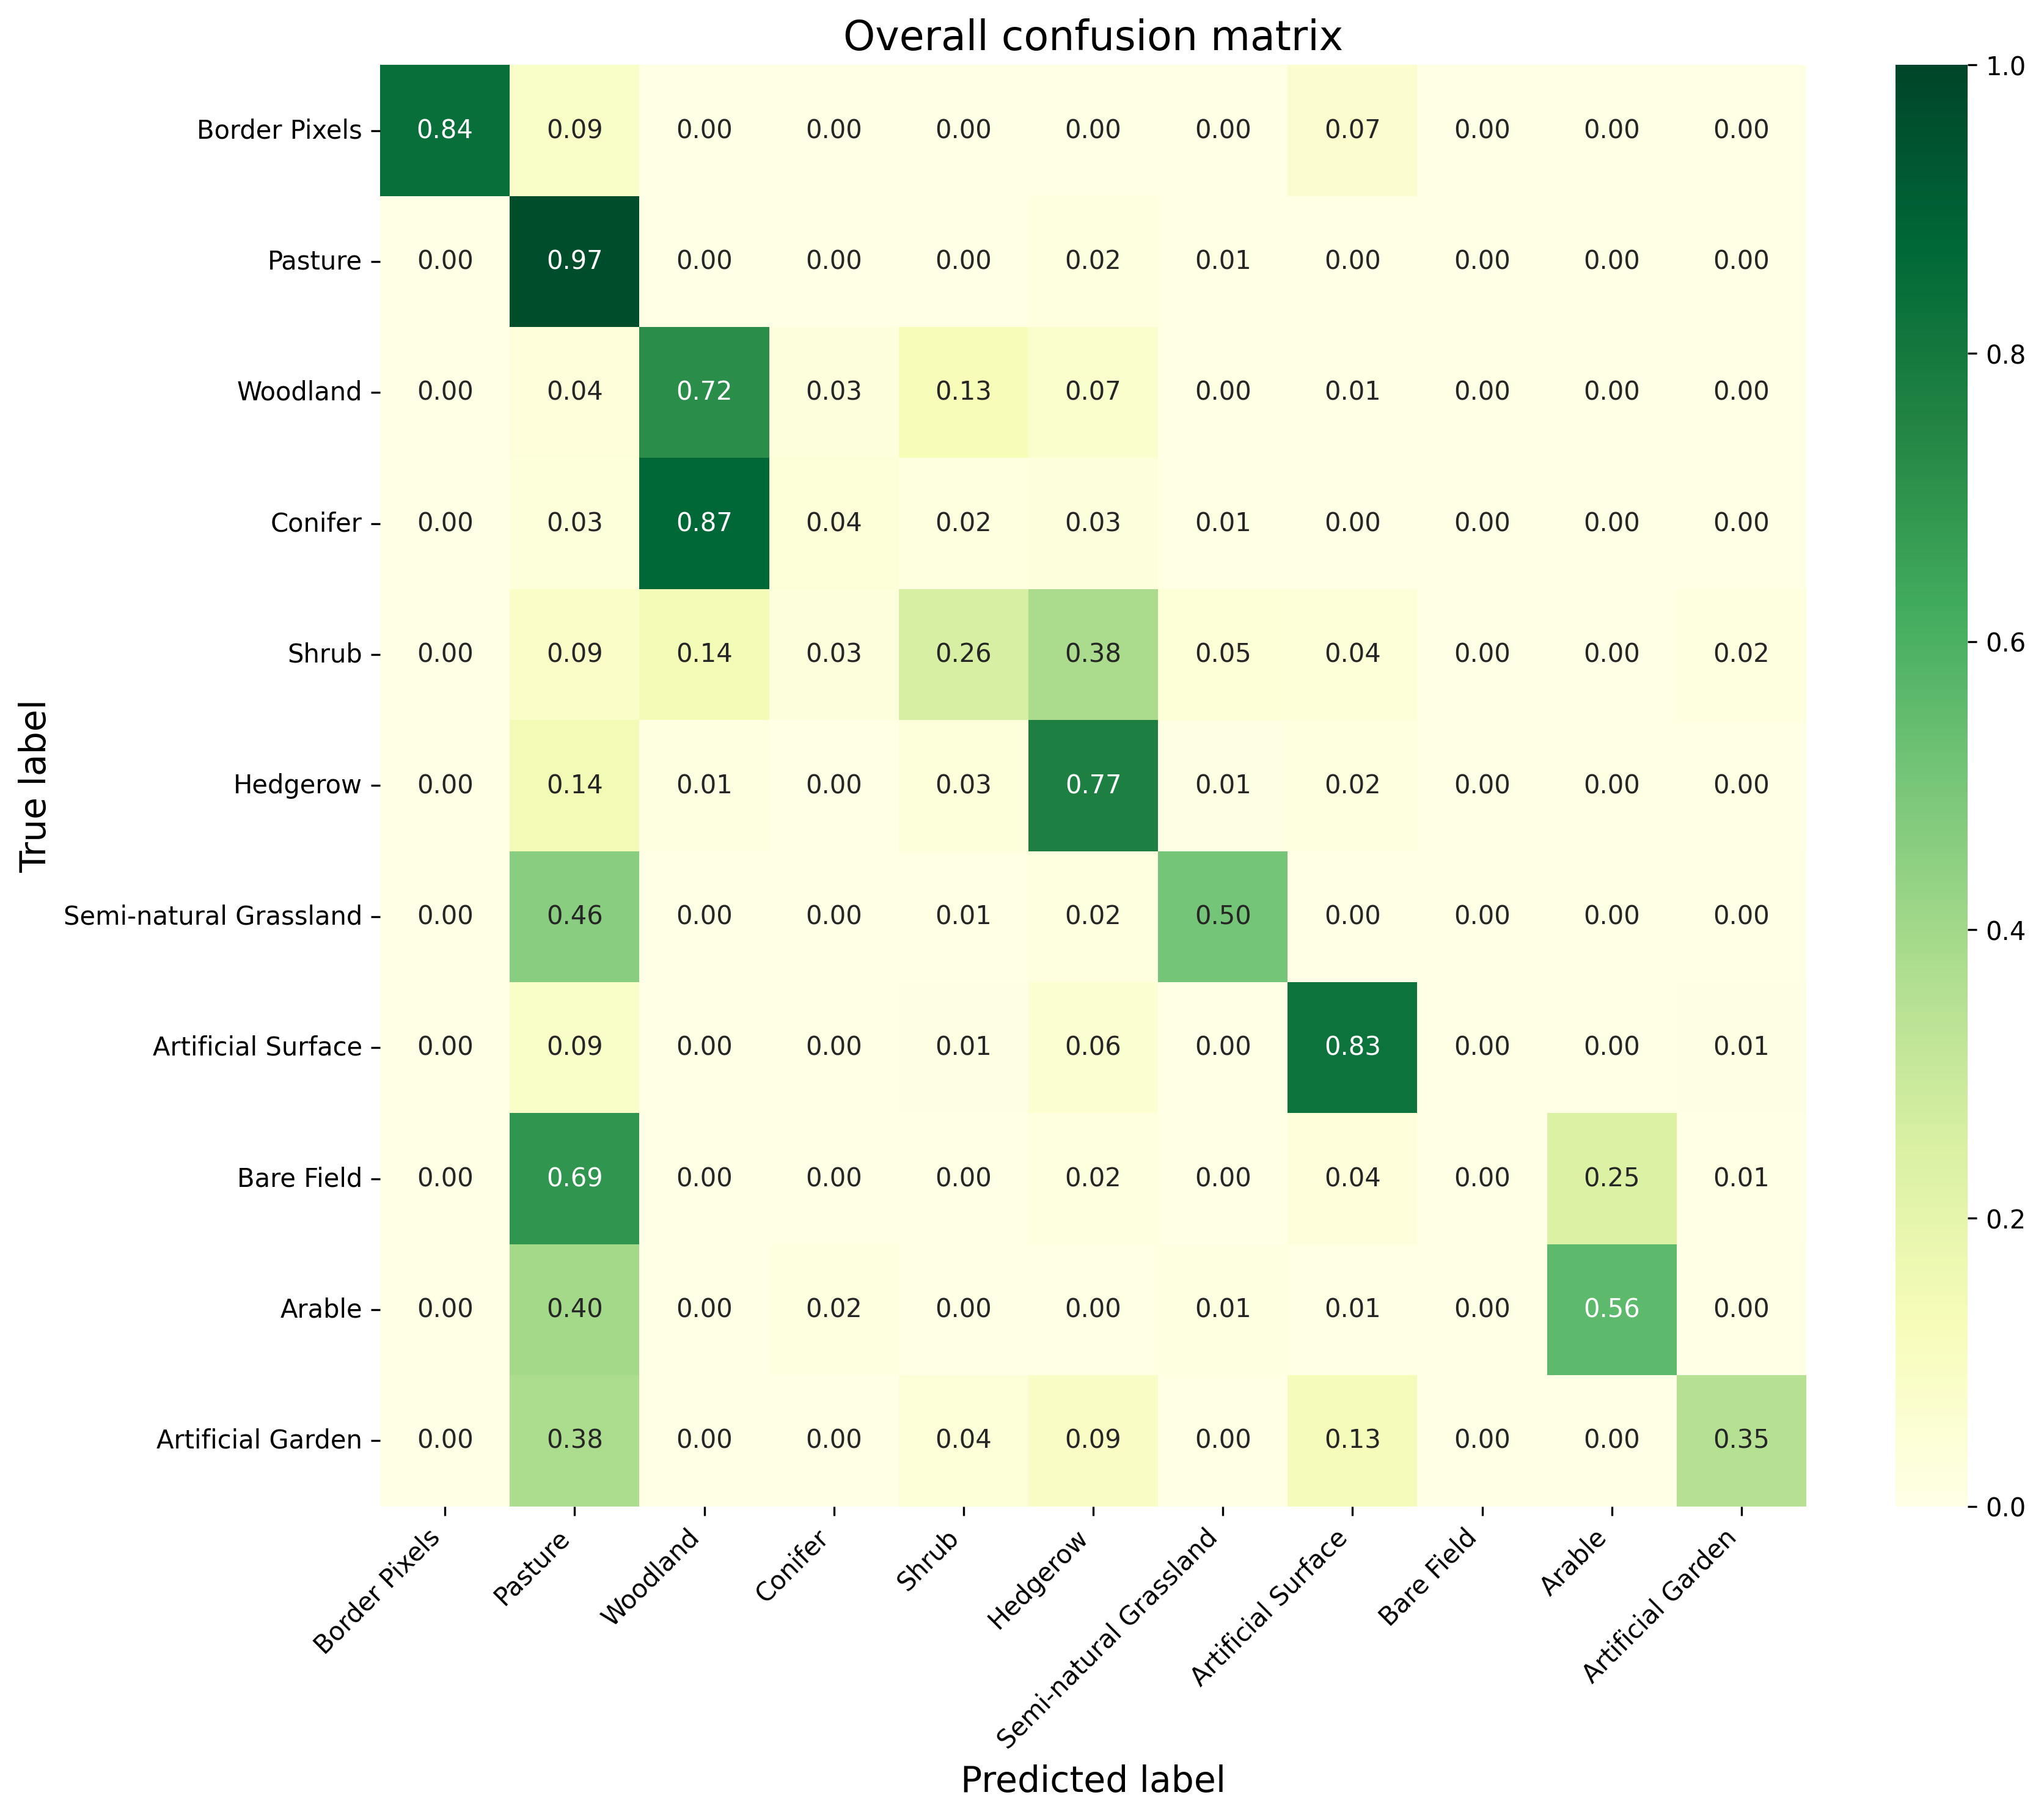 Overall confusion matrix
Border Pixels 0.84 0.09 0.00 0.00 0.00 0.00 0.00 0.07 0.00 0.00 0.00
Pasture 0.00 0.97 0.00 0.00 0.00 0.02 0.01 0.00 0.00 0.00 0.00
Woodland 0.00 0.04 0.72 0.03 0.13 0.07 0.00 0.01 0.00 0.00 0.00
Conifer 0.00 0.03 0.87 0.04 0.02 0.03 0.01 0.00 0.00 0.00 0.00
Shrub 0.00 0.09 0.14 0.03 0.26 0.38 0.05 0.04 0.00 0.00 0.02
Hedgerow 0.00 0.14 0.01 0.00 0.03 0.77 0.01 0.02 0.00 0.00 0.00
Semi-natural Grassland 0.00 0.46 0.00 0.00 0.01 0.02 0.50 0.00 0.00 0.00 0.00
Artificial Surface 0.00 0.09 0.00 0.00 0.01 0.06 0.00 0.83 0.00 0.00 0.01
Bare Field 0.00 0.69 0.00 0.00 0.00 0.02 0.00 0.04 0.00 0.25 0.01
Arable 0.00 0.40 0.00 0.02 0.00 0.00 0.01 0.01 0.00 0.56 0.00
Artificial Garden 0.00 0.38 0.00 0.00 0.04 0.09 0.00 0.13 0.00 0.00 0.35
True label
Border Pixels
Pasture
Woodland
Conifer
Shrub
Hedgerow
Semi-natural Grassland
Artificial Surface
Bare Field
Arable
Artificial Garden
Predicted label
1.0
0.8
0.6
0.4
0.2
0.0